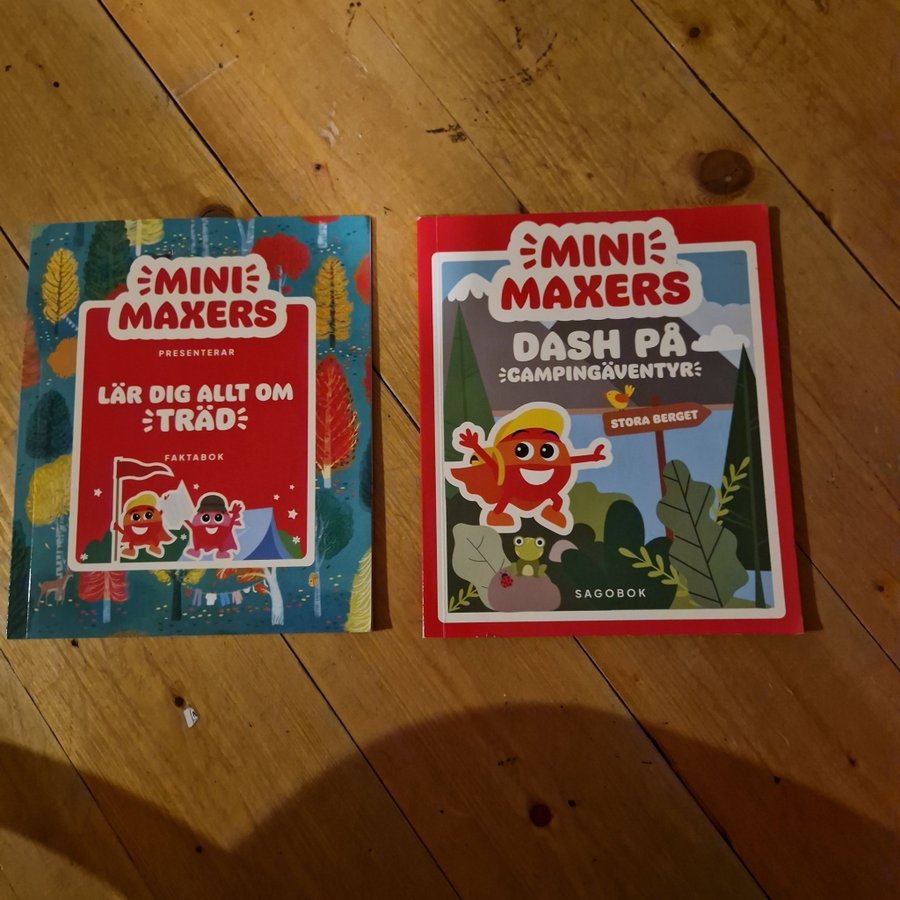 MINI
MAXERS
PRESENTERAR
LÄR DIG ALLT OM
TRÄD
FAKTABOK
MINI
MAXERS
DASH PÅ
CAMPINGÄVENTYR
STORA BERGET
SAGOBOK